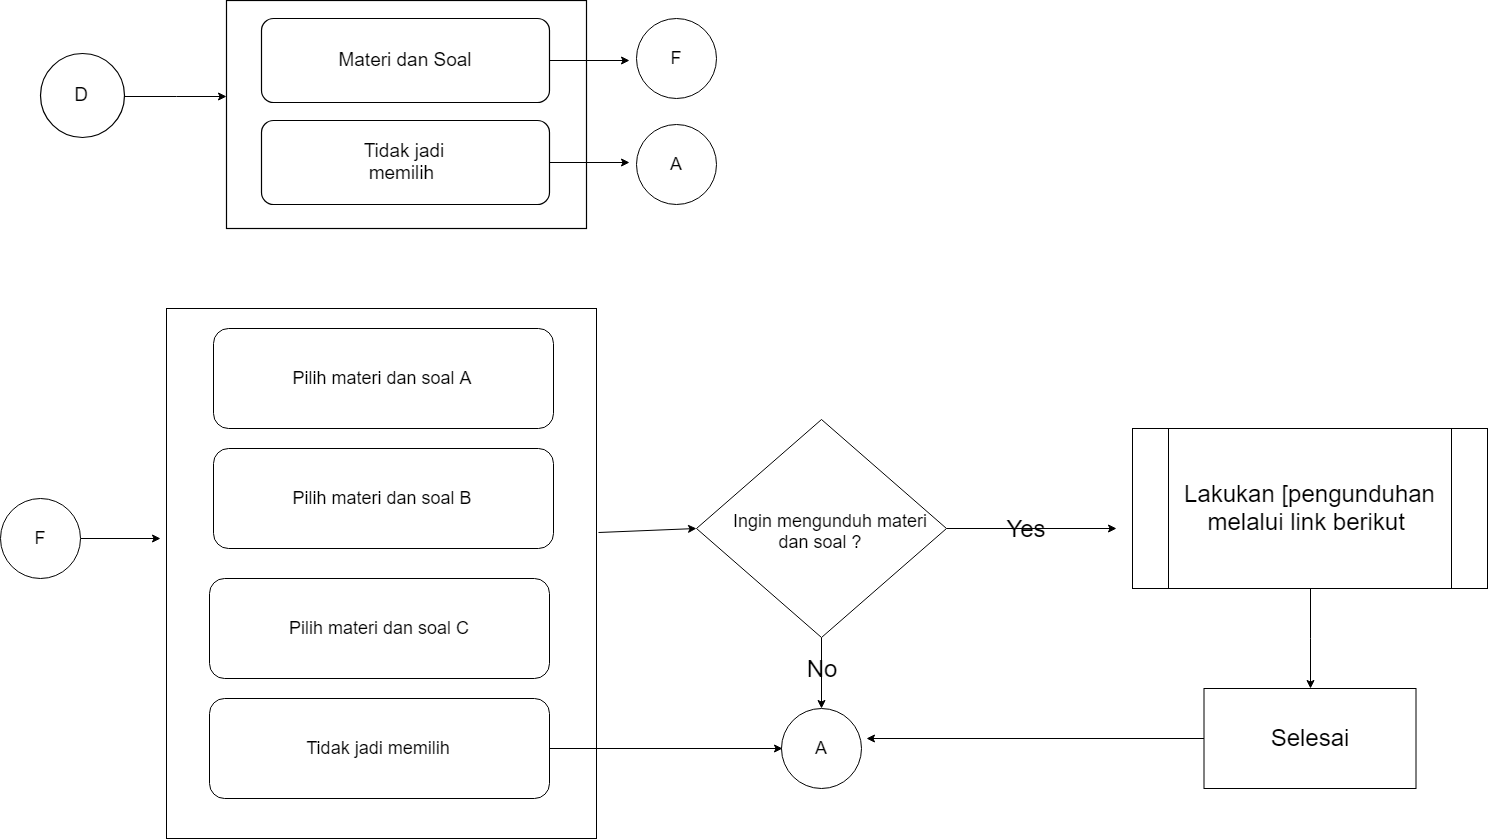 D
Materi dan Soal
F
Tidak jadi
memilih
A
F
Pilih materi dan soal A
Pilih materi dan soal B
Pilih materi dan soal C
Tidak jadi memilih
Ingin mengunduh materi
dan soal ?
Yes
No
A
Lakukan [pengunduhan
melalui link berikut
Selesai